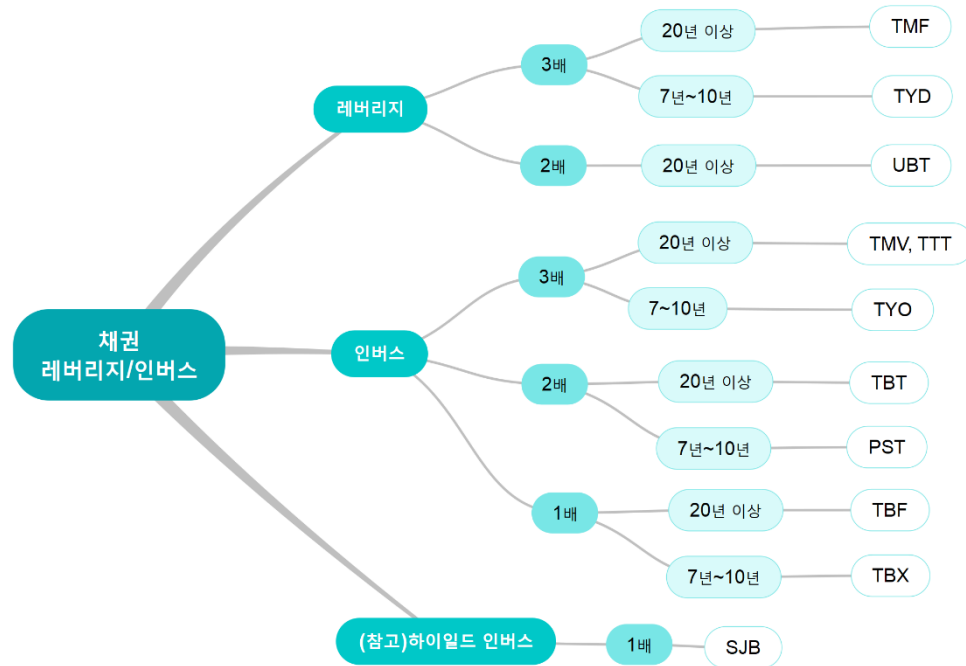 채권
레버리지/인버스
레버리지
3배
20년 이상
TMF
7년~10년
TYD
2배
20년 이상
UBT
인버스
3배
20년 이상
TMV, TTT
7~10년
TYO
2배
20년 이상
TBT
7년~10년
PST
1배
20년 이상
TBF
7년~10년
TBX
(참고)하이일드 인버스
1배
SJB